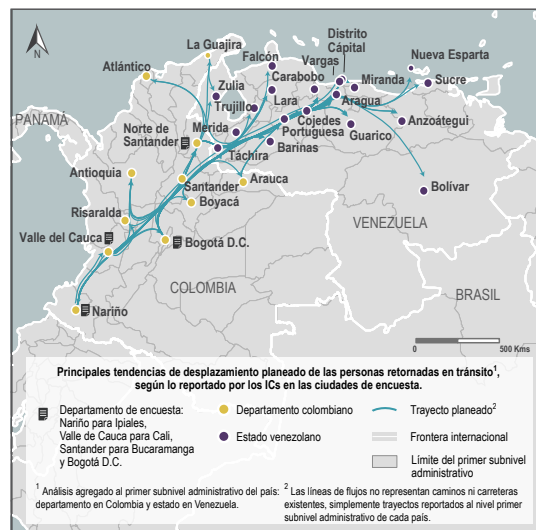 N
La Guajira
Atlántico
Falcón
Distrito
Cápital
Vargas
Nueva Esparta
Carabobo
Miranda
Sucre
Zulia
Lara
Trujillo
Aragua
PANAMÁ
Norte de
Santander
Merida
Cojedes
Portuguesa
Guarico
Anzoátegui
Táchira
Barinas
Antioquia
Santander
Arauca
Boyacá
Bolívar
Risaralda
VENEZUELA
Valle del Cauca
Bogotá D.C.
COLOMBIA
BRASIL
Nariño
0
500 Kms
Principales tendencias de desplazamiento planeado de las personas retornadas en tránsito1,
según lo reportado por los ICs en las ciudades de encuesta.
Departamento de encuesta:
Nariño para Ipiales,
Valle de Cauca para Cali,
Santander para Bucaramanga
y Bogotá D.C.
Departamento colombiano
Estado venezolano
Trayecto planeado2
Frontera internacional
Límite del primer subnivel
administrativo
1 Análisis agregado al primer subnivel administrativo del país:
departamento en Colombia y estado en Venezuela.
2 Las líneas de flujos no representan caminos ni carreteras
existentes, simplemente trayectos reportados al nivel primer
subnivel administrativo de cada país.